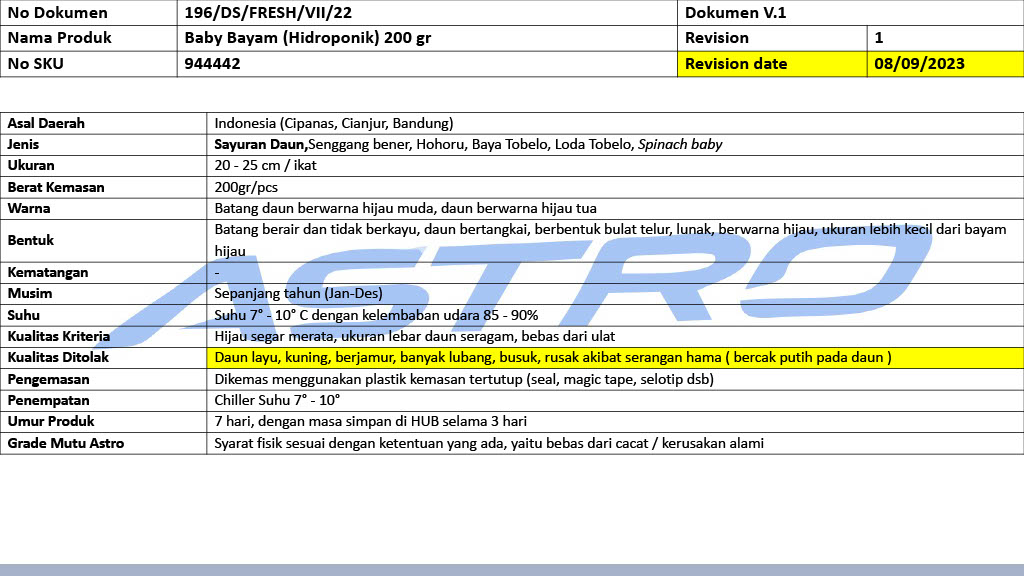 No Dokumen 196/DS/FRESH/VII/22 Dokumen V.1
Nama Produk Baby Bayam (Hidroponik) 200 gr Revision 1
No SKU 944442 Revision date 08/09/2023
Asal Daerah Indonesia (Cipanas, Cianjur, Bandung)
Jenis Sayuran Daun,Senggang bener, Hohoru, Baya Tobelo, Loda Tobelo, Spinach baby
Ukuran 20 - 25 cm / ikat
Berat Kemasan 200gr/pcs
Warna Batang daun berwarna hijau muda, daun berwarna hijau tua
Bentuk Batang berair dan tidak berkayu, daun bertangkai, berbentuk bulat telur, lunak, berwarna hijau, ukuran lebih kecil dari bayam
hijau
Kematangan -
Musim Sepanjang tahun (Jan-Des)
Suhu Suhu 7° - 10° C dengan kelembaban udara 85 - 90%
Kualitas Kriteria Hijau segar merata, ukuran lebar daun seragam, bebas dari ulat
Kualitas Ditolak Daun layu, kuning, berjamur, banyak lubang, busuk, rusak akibat serangan hama ( bercak putih pada daun )
Pengemasan Dikemas menggunakan plastik kemasan tertutup (seal, magic tape, selotip dsb)
Penempatan Chiller Suhu 7° - 10°
Umur Produk 7 hari, dengan masa simpan di HUB selama 3 hari
Grade Mutu Astro Syarat fisik sesuai dengan ketentuan yang ada, yaitu bebas dari cacat / kerusakan alami
ASTRO